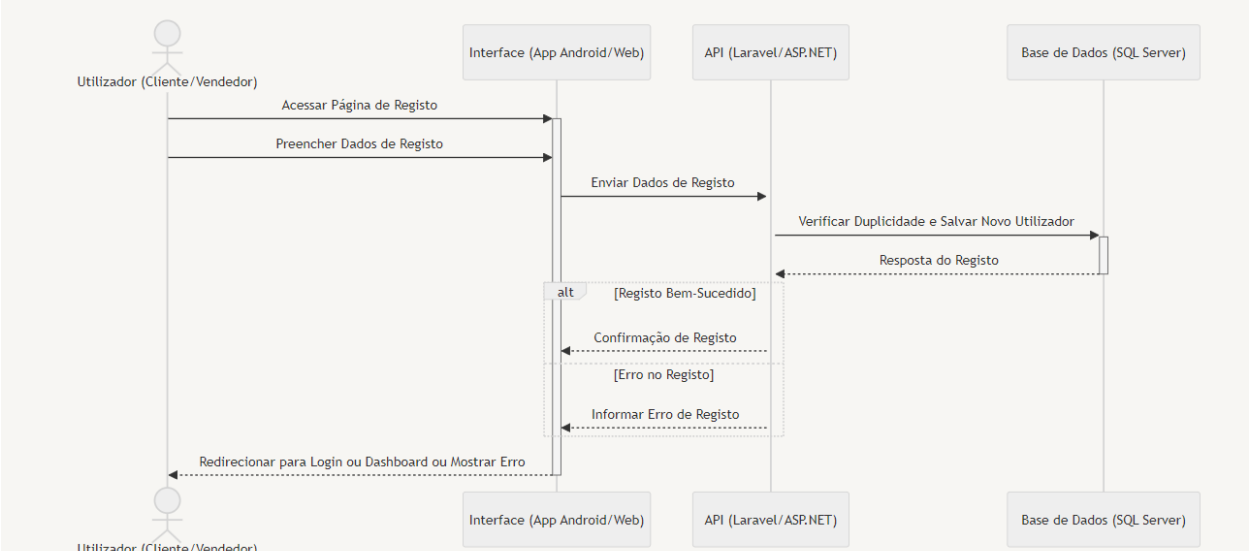 Utilizador (Cliente/Vendedor)
Interface (App Android/Web)
API (Laravel/ASP.NET)
Base de Dados (SQL Server)
Acessar Página de Registo
Preencher Dados de Registo
Enviar Dados de Registo
Verificar Duplicidade e Salvar Novo Utilizador
Resposta do Registo
alt
[Registo Bem-Sucedido]
Confirmação de Registo
[Erro no Registo]
Informar Erro de Registo
Redirecionar para Login ou Dashboard ou Mostrar Erro
Interface (App Android/Web)
API (Laravel/ASP.NET)
Base de Dados (SQL Server)
Utilizador (Cliente/Vendedor)